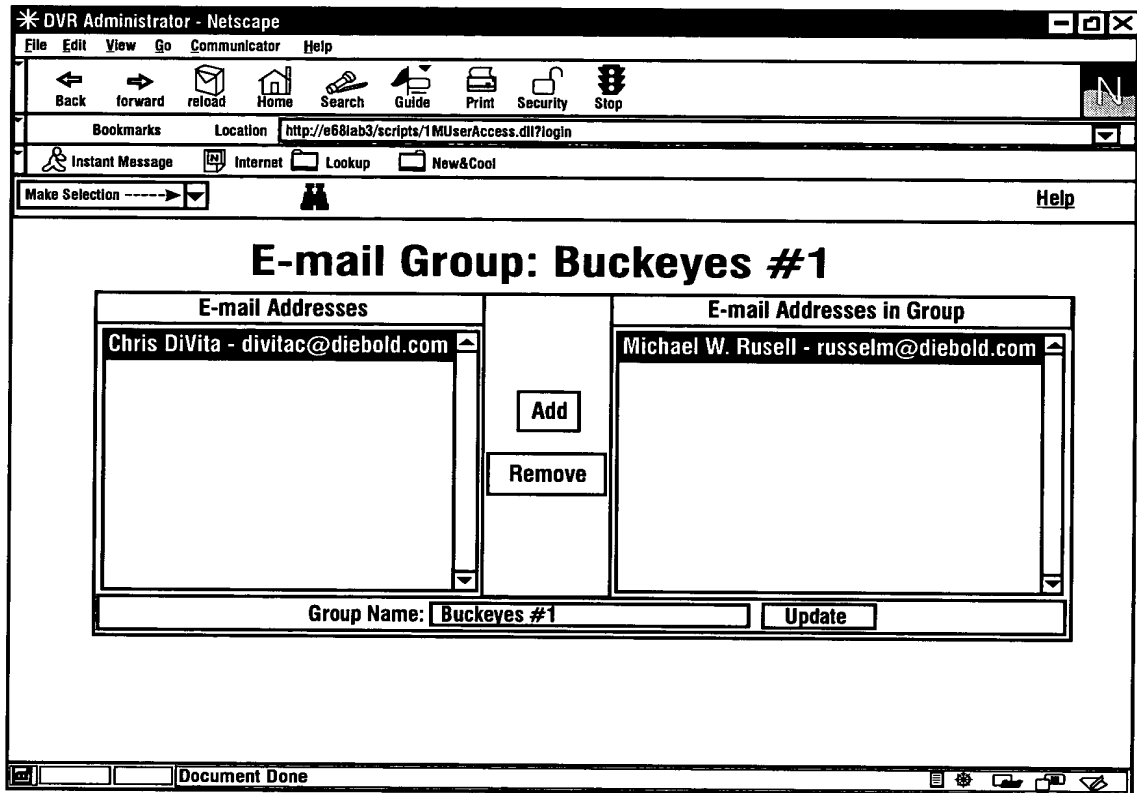 DVR Administrator - Netscape
File Edit View Go Communicator Help
Back forward reload Home Search Guide Print Security Stop
N
Bookmarks Location http://e68lab3/scripts/1MUserAccess.dll?login
Instant Message N Internet Lookup New&Cool
Make Selection -----> Help
E-mail Group: Buckeyes #1
E-mail Addresses E-mail Addresses in Group
Chris DiVita - divitac@diebold.com Michael W. Rusell - russelm@diebold.com
Add
Remove
Group Name: Buckeyes #1 Update
Document Done